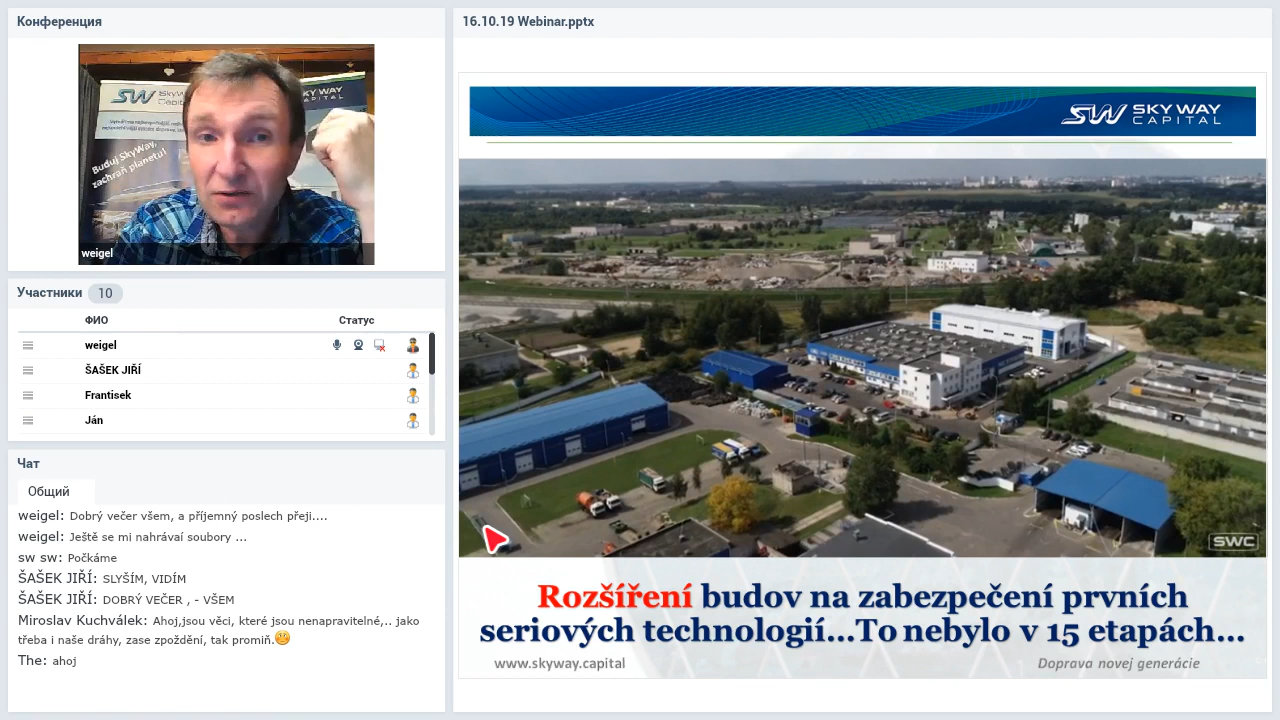 Конференция
SW SkyWay
Capital
SKY WAY
CAPITAL
Buduj SkyWay,
zachraň planetu!
weigel
Участники 10
ФИО Статус
weigel
ŠAŠEK JIŘÍ
Frantisek
Ján
Чат
Общий
weigel: Dobrý večer všem, a příjemný poslech přeji....
weigel: Ještě se mi nahrávaí soubory ...
sw sw: Počkáme
ŠAŠEK JIŘÍ: SLYŠÍM, VIDÍM
ŠAŠEK JIŘÍ: DOBRÝ VEČER , - VŠEM
Miroslav Kuchválek: Ahoj,jsou věci, které jsou nenapravitelné,.. jako
třeba i naše dráhy, zase zpoždění, tak promiň.
The: ahoj
16.10.19 Webinar.pptx
SW SKY WAY
CAPITAL
SWC
Rozšíření budov na zabezpečení prvních
seriových technologií...To nebylo v 15 etapách...
www.skyway.capital
Doprava novej generácie